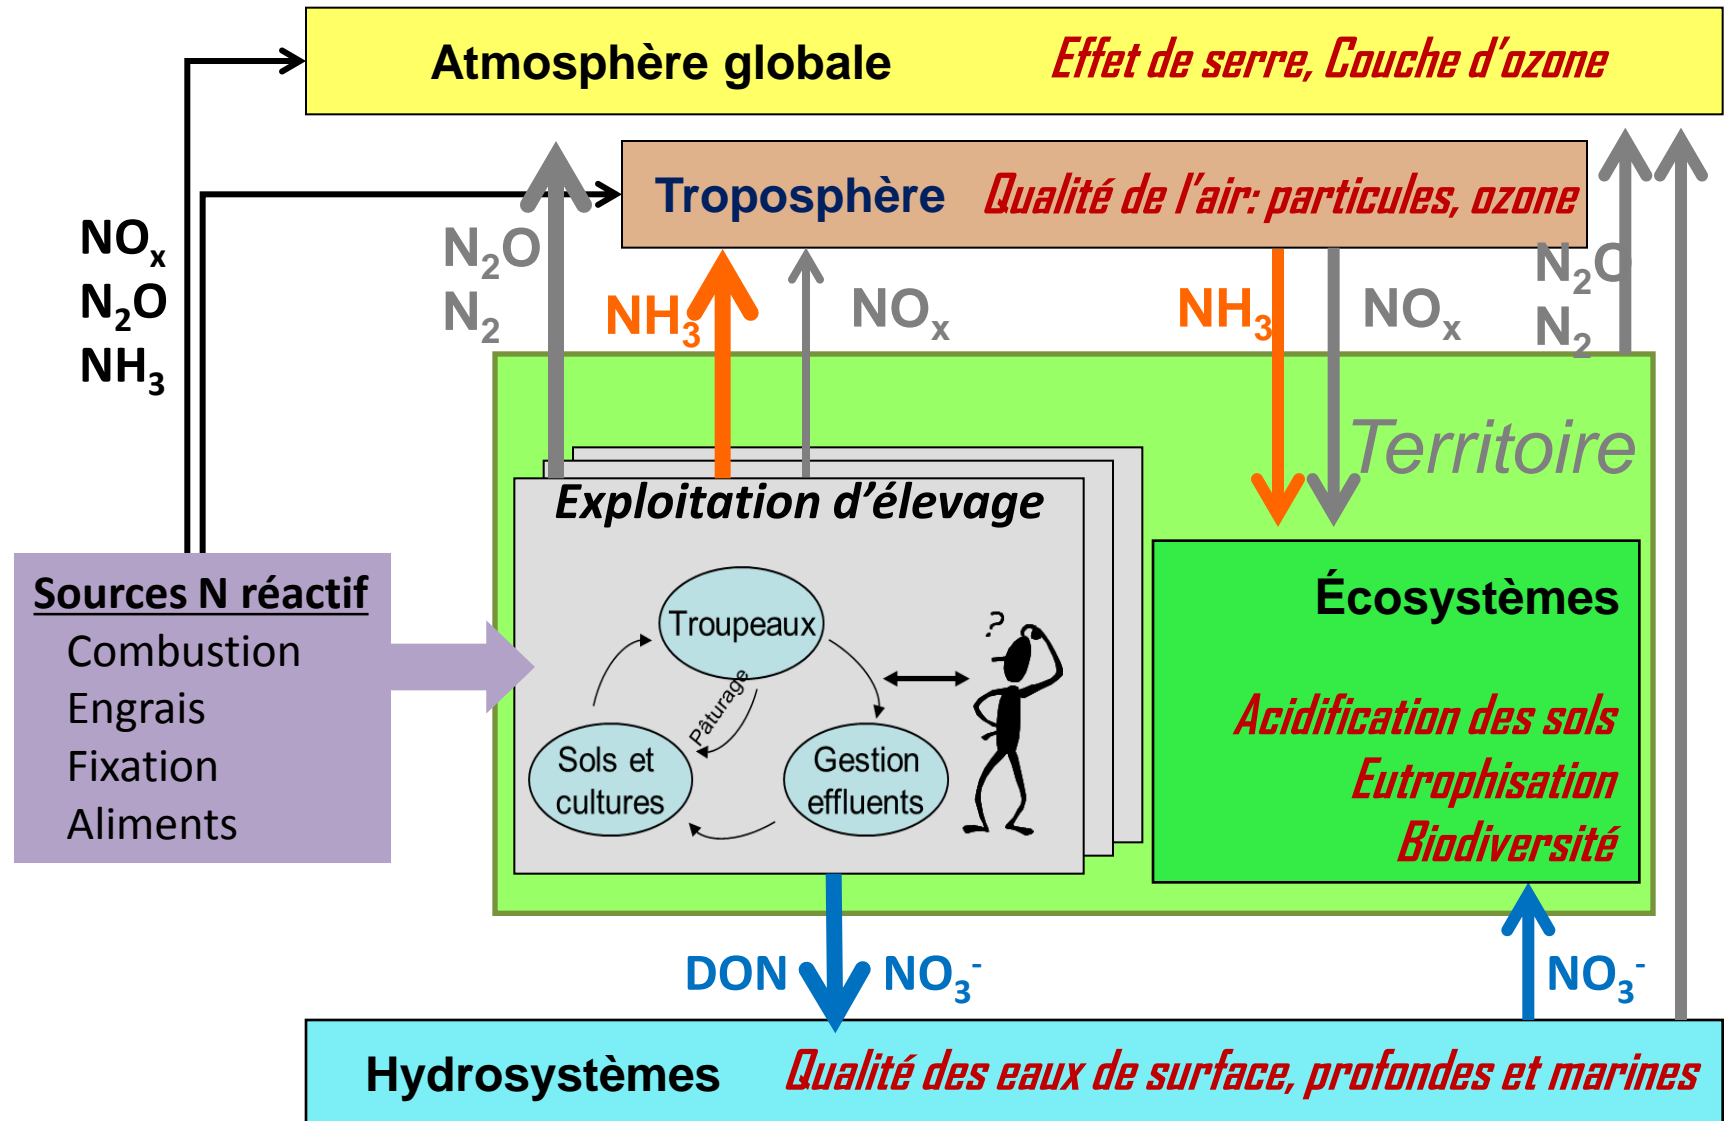 Atmosphère globale Effet de serre, Couche d'ozone
Troposphère Qualité de l'air: particules, ozone
NOx
N2O
NH3
N2O
N2
NH3
NOx
NH3
NOx
N2O
N2
Territoire
Exploitation d'élevage
Sources N réactif
Combustion
Engrais
Fixation
Aliments
Troupeaux
?
Pâturage
Sols et
cultures
Gestion
effluents
Écosystèmes
Acidification des sols
Eutrophisation
Biodiversité
DON NO3-
NO3-
Hydrosystèmes Qualité des eaux de surface, profondes et marines